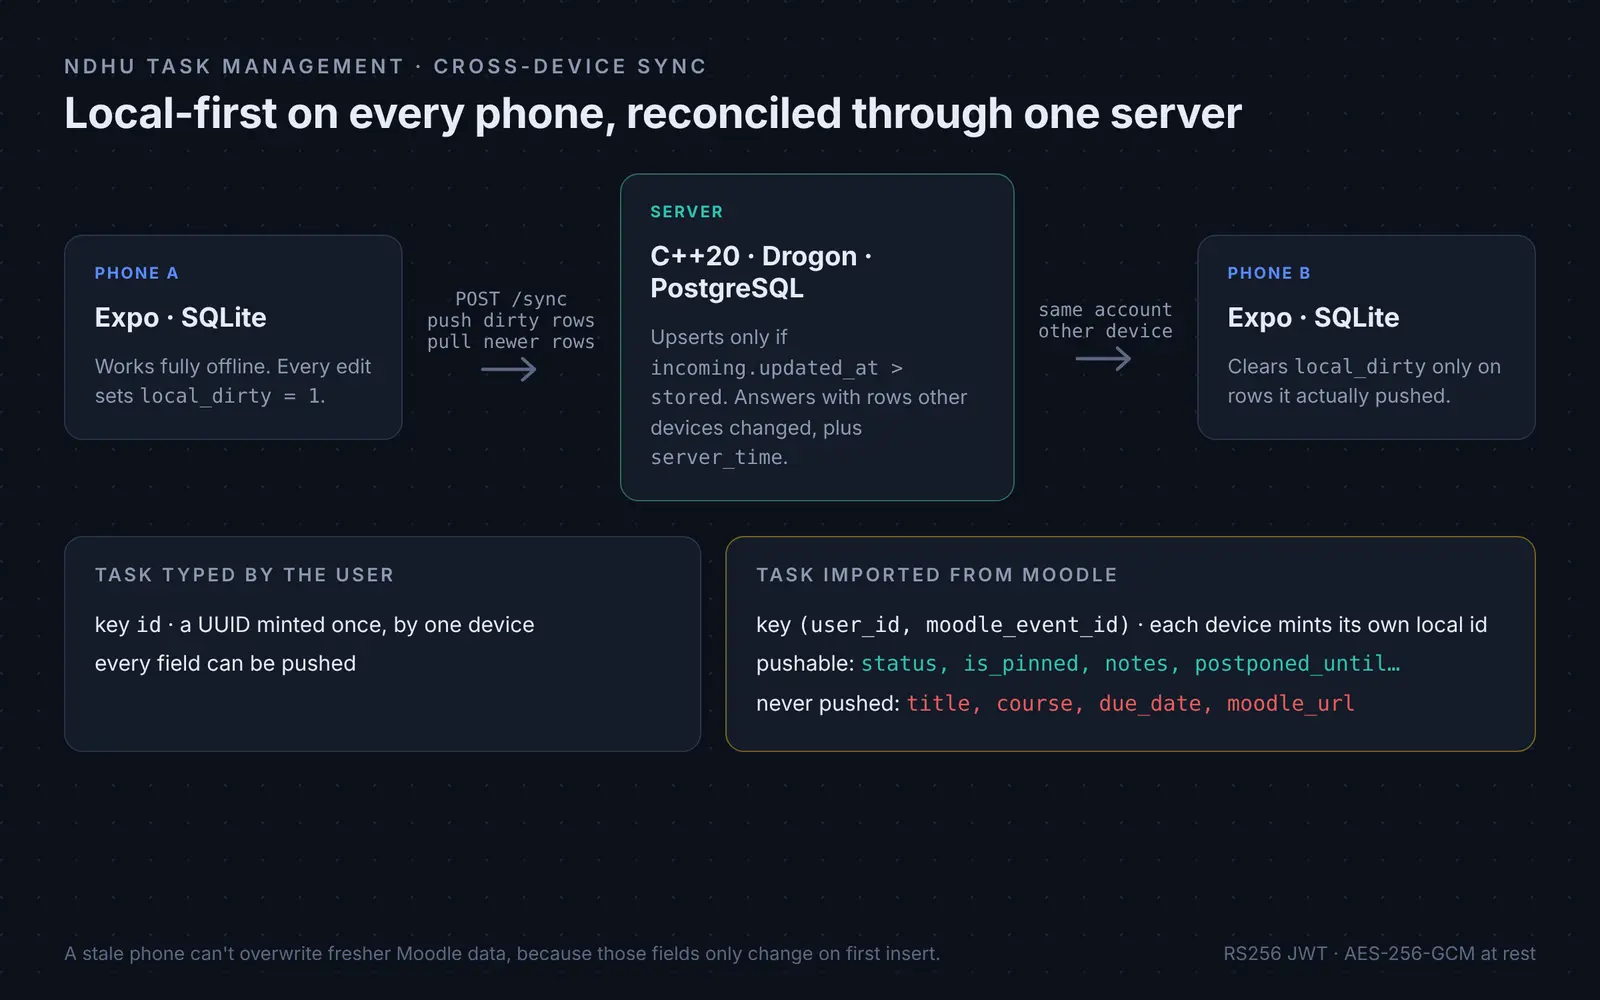 NDHU TASK MANAGEMENT · CROSS-DEVICE SYNC
Local-first on every phone, reconciled through one server
PHONE A
Expo · SQLite
Works fully offline. Every edit
sets local_dirty = 1.
POST /sync
push dirty rows
pull newer rows
SERVER
C++20 · Drogon ·
PostgreSQL
Upserts only if
incoming.updated_at >
stored. Answers with rows other
devices changed, plus
server_time.
same account
other device
PHONE B
Expo · SQLite
Clears local_dirty only on
rows it actually pushed.
TASK TYPED BY THE USER
key id · a UUID minted once, by one device
every field can be pushed
TASK IMPORTED FROM MOODLE
key (user_id, moodle_event_id) · each device mints its own local id
pushable: status, is_pinned, notes, postponed_until…
never pushed: title, course, due_date, moodle_url
A stale phone can't overwrite fresher Moodle data, because those fields only change on first insert.
RS256 JWT · AES-256-GCM at rest